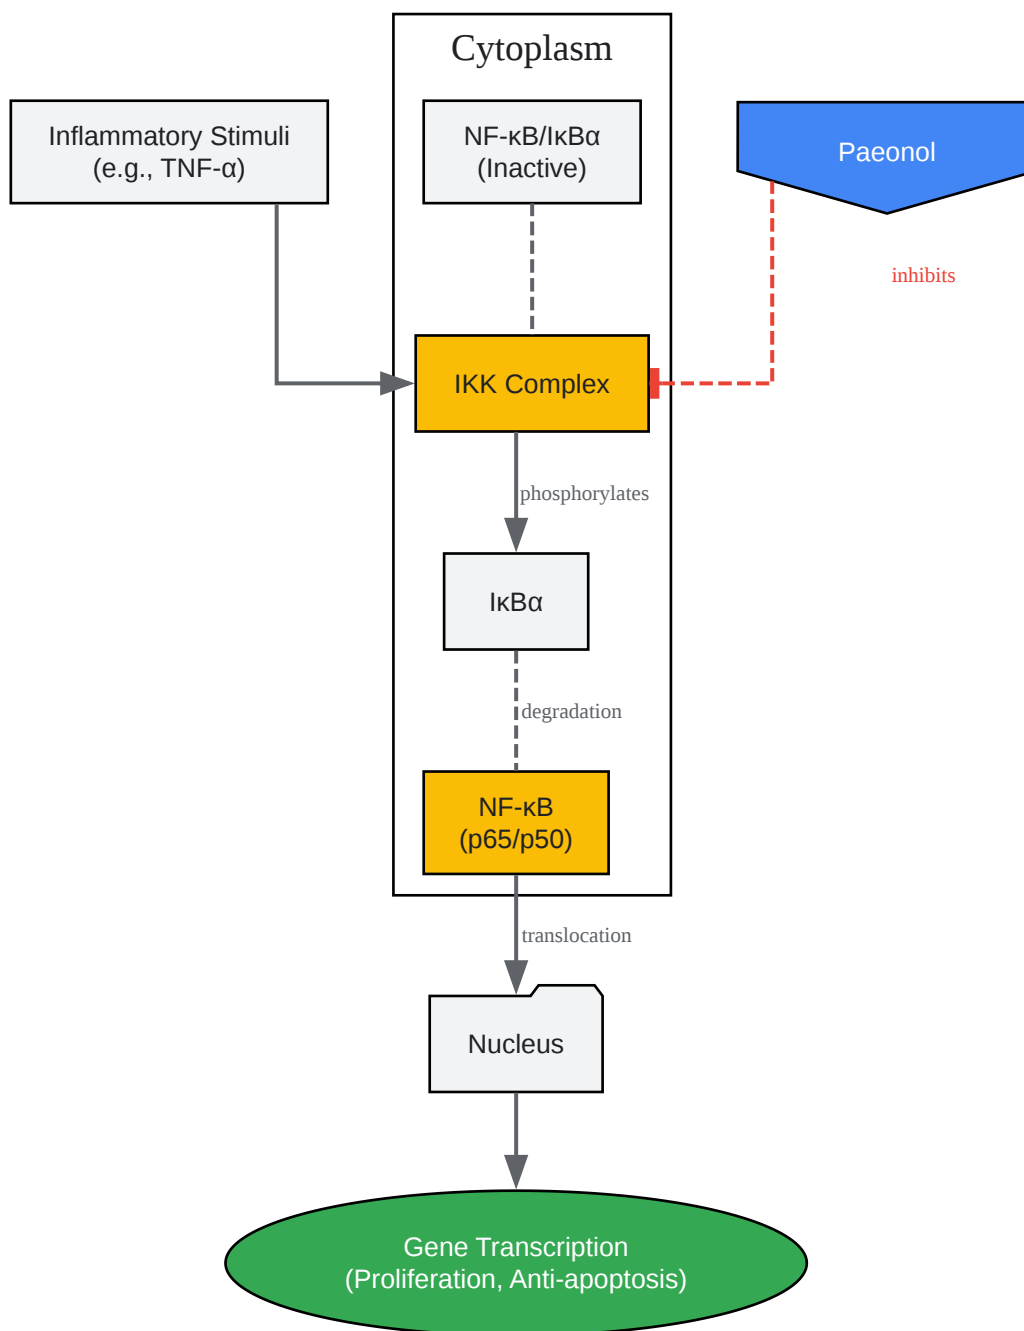 Cytoplasm
Inflammatory Stimuli
(e.g., TNF-α)
NF-κB/IκBα
(Inactive)
Paeonol
inhibits
IKK Complex
phosphorylates
IκBα
degradation
NF-κB
(p65/p50)
translocation
Nucleus
Gene Transcription
(Proliferation, Anti-apoptosis)